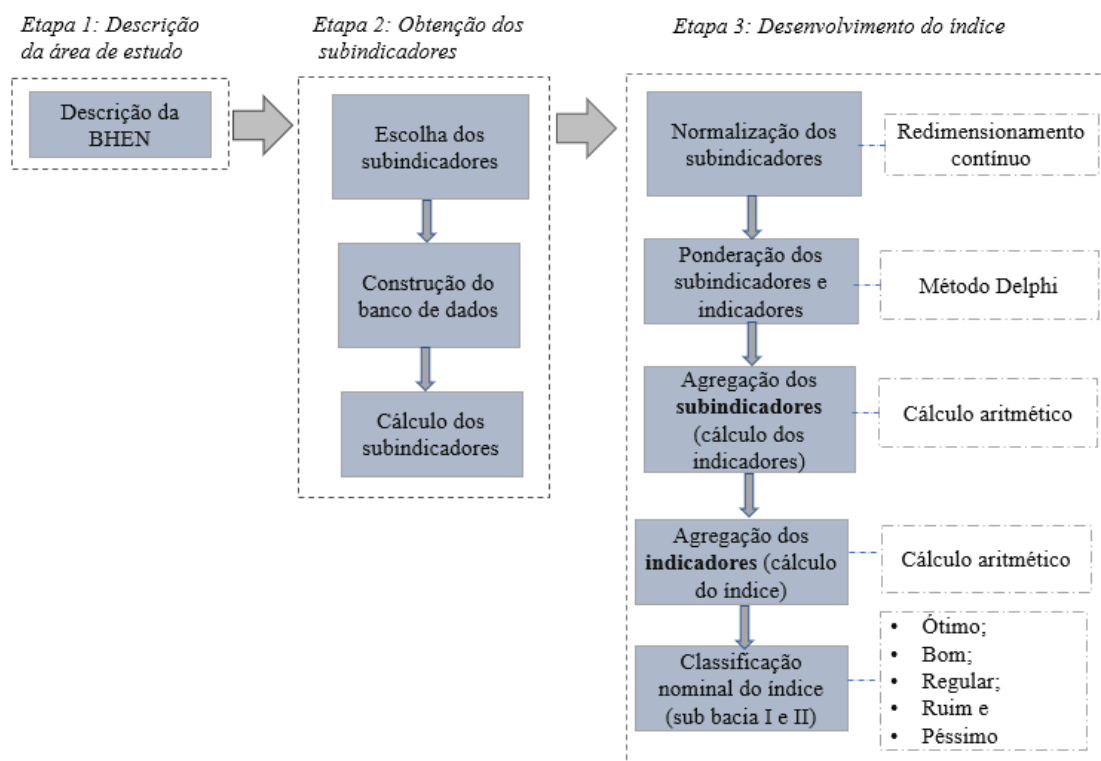 Etapa 1: Descrição
da área de estudo
Descrição da
BHEN
Etapa 2: Obtenção dos
subindicadores
Escolha dos
subindicadores
Construção do
banco de dados
Cálculo dos
subindicadores
Etapa 3: Desenvolvimento do índice
Normalização dos
subindicadores
Redimensionamento
contínuo
Ponderação dos
subindicadores e
indicadores
Método Delphi
Agregação dos
subindicadores
(cálculo dos
indicadores)
Cálculo aritmético
Agregação dos
indicadores (cálculo
do índice)
Cálculo aritmético
Classificação
nominal do índice
(sub bacia I e II)
• Ótimo;
• Bom;
• Regular;
• Ruim e
• Péssimo